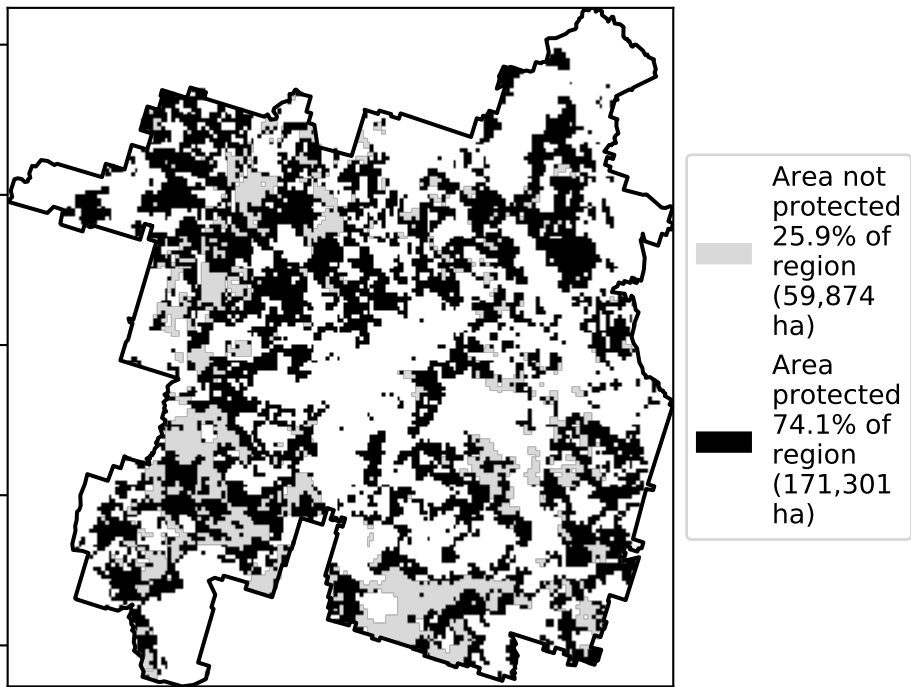 Area not
protected
25.9% of
region
(59,874
ha)
Area
protected
74.1% of
region
(171,301
ha)